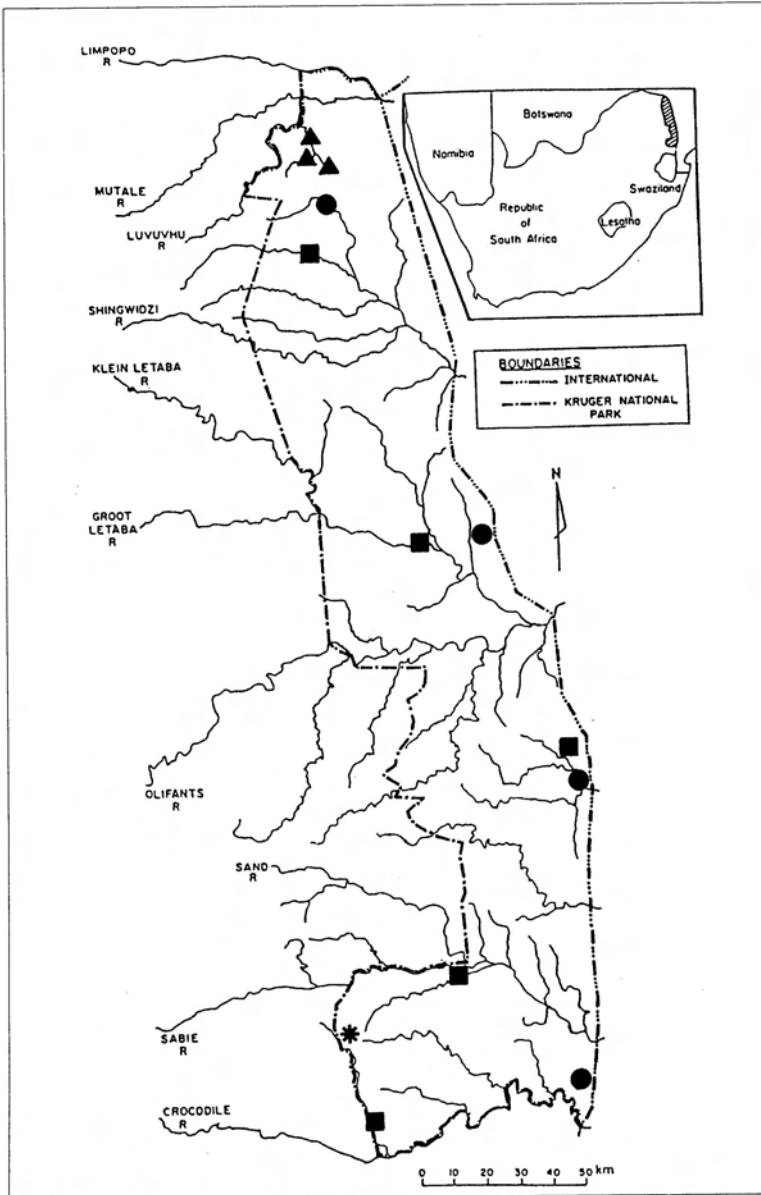 LIMPOPO
R
MUTALE
R
LUVUVHU
R
SHINGWIDZI
R
KLEIN LETABA
R
GROOT
LETABA
R
OLIFANTS
R
SAND
R
SABIE
R
CROCODILE
R
Botswana
Namibia
Swaziland
Republic
of
South Africa
Lesotho
BOUNDARIES
INTERNATIONAL
KRUGER NATIONAL
PARK
N
0 10 20 30 40 50 km